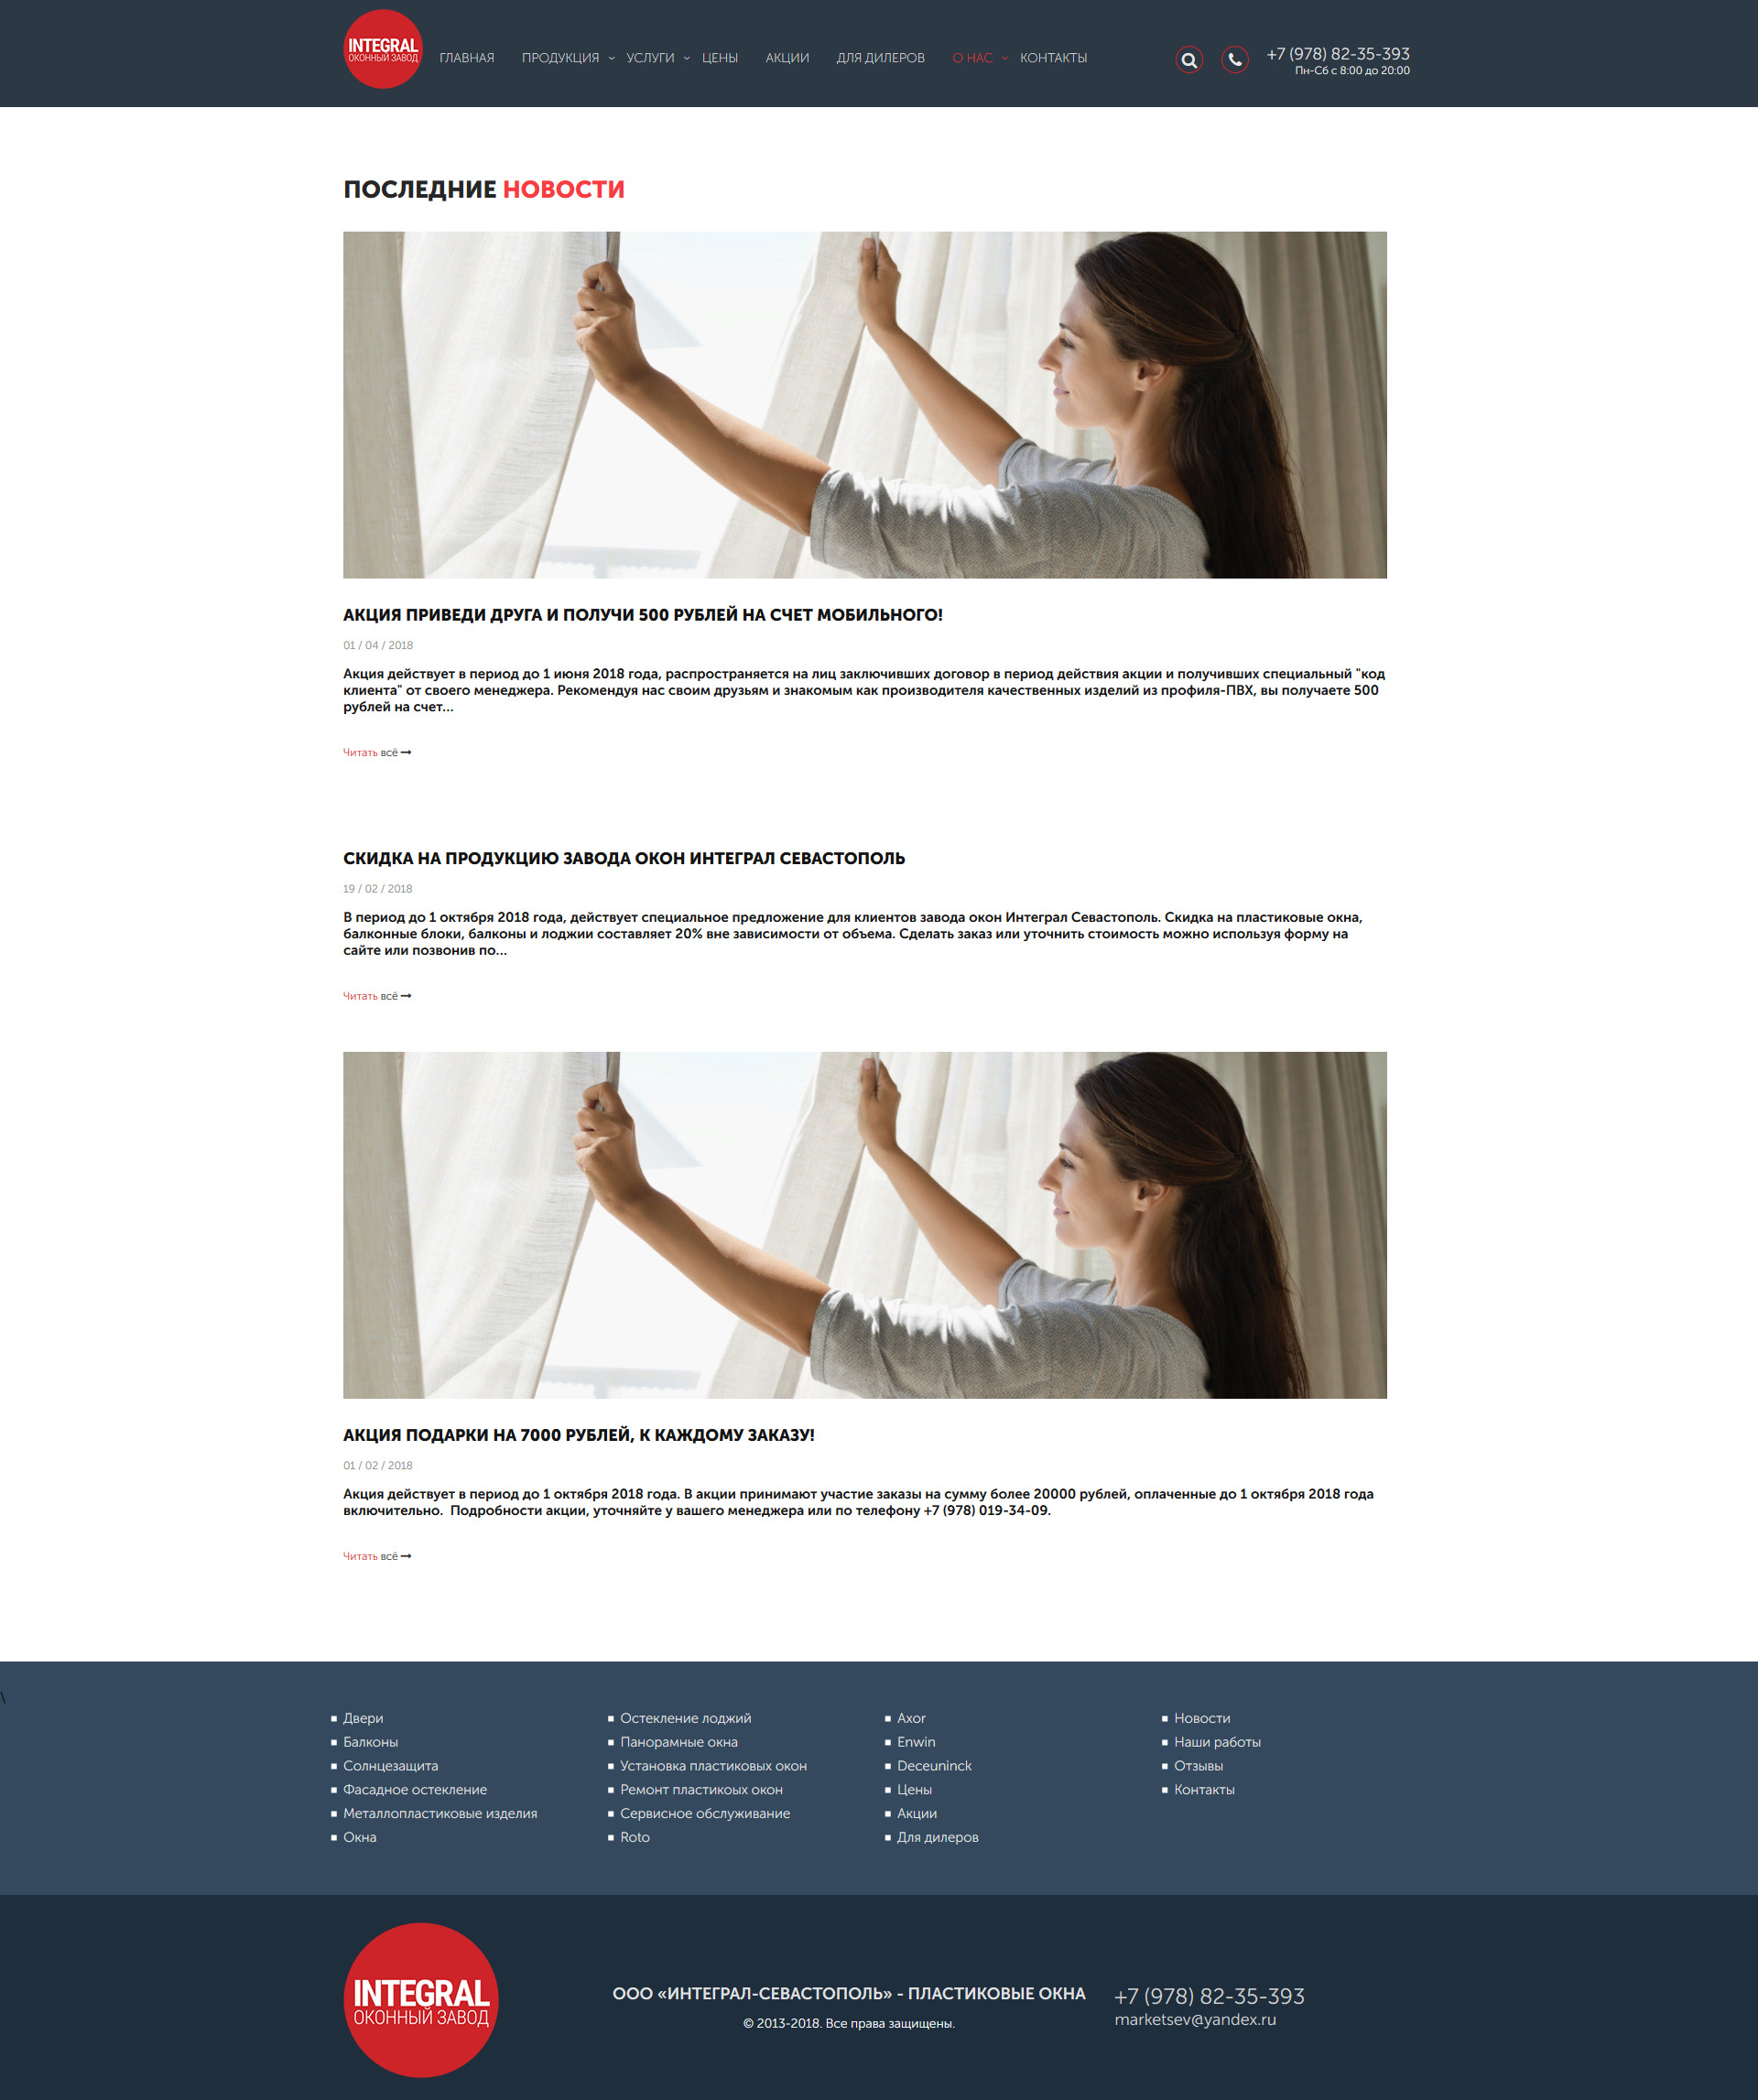 INTEGRAL
ОКОННЫЙ ЗАВОД
ГЛАВНАЯ ПРОДУКЦИЯ УСЛУГИ ЦЕНЫ АКЦИИ ДЛЯ ДИЛЕРОВ О НАС КОНТАКТЫ
+7 (978) 82-35-393
Пн-Сб с 8:00 до 20:00
ПОСЛЕДНИЕ НОВОСТИ
АКЦИЯ ПРИВЕДИ ДРУГА И ПОЛУЧИ 500 РУБЛЕЙ НА СЧЕТ МОБИЛЬНОГО!
01 / 04 / 2018
Акция действует в период до 1 июня 2018 года, распространяется на лиц заключивших договор в период действия акции и получивших специальный "код
клиента" от своего менеджера. Рекомендуя нас своим друзьям и знакомым как производителя качественных изделий из профиля-ПВХ, вы получаете 500
рублей на счет...
Читать всё
СКИДКА НА ПРОДУКЦИЮ ЗАВОДА ОКОН ИНТЕГРАЛ СЕВАСТОПОЛЬ
19 / 02 / 2018
В период до 1 октября 2018 года, действует специальное предложение для клиентов завода окон Интеграл Севастополь. Скидка на пластиковые окна,
балконные блоки, балконы и лоджии составляет 20% вне зависимости от объема. Сделать заказ или уточнить стоимость можно используя форму на
сайте или позвонив по...
Читать всё
АКЦИЯ ПОДАРКИ НА 7000 РУБЛЕЙ, К КАЖДОМУ ЗАКАЗУ!
01 / 02 / 2018
Акция действует в период до 1 октября 2018 года. В акции принимают участие заказы на сумму более 20000 рублей, оплаченные до 1 октября 2018 года
включительно. Подробности акции, уточняйте у вашего менеджера или по телефону +7 (978) 019-34-09.
Читать всё
\
Двери
Балконы
Солнцезащита
Фасадное остекление
Металлопластиковые изделия
Окна
Остекление лоджий
Панорамные окна
Установка пластиковых окон
Ремонт пластикоых окон
Сервисное обслуживание
Roto
Axor
Enwin
Deceuninck
Цены
Акции
Для дилеров
Новости
Наши работы
Отзывы
Контакты
INTEGRAL
ОКОННЫЙ ЗАВОД
ООО «ИНТЕГРАЛ-СЕВАСТОПОЛЬ» - ПЛАСТИКОВЫЕ ОКНА
© 2013-2018. Все права защищены.
+7 (978) 82-35-393
marketsev@yandex.ru